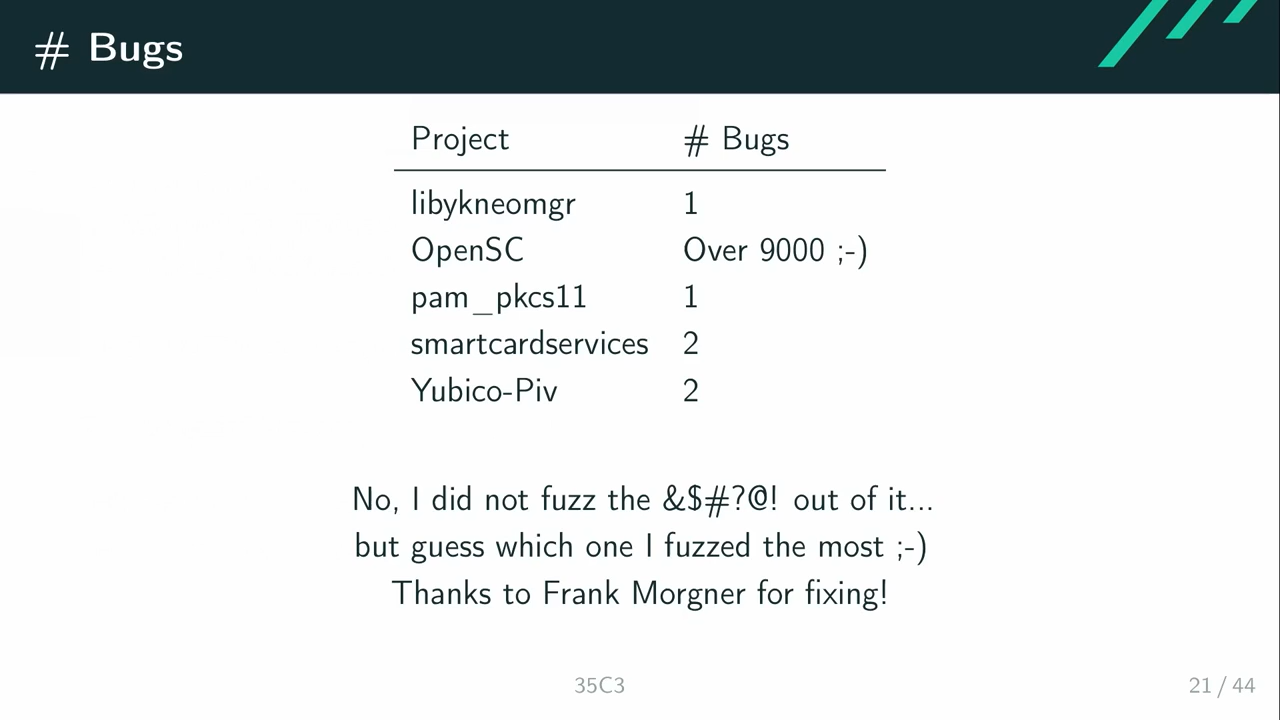 # Bugs
Project # Bugs
libykneomgr 1
OpenSC Over 9000 ;-)
pam_pkcs11 1
smartcardservices 2
Yubico-Piv 2
No, I did not fuzz the &$#?@! out of it...
but guess which one I fuzzed the most ;-)
Thanks to Frank Morgner for fixing!
35C3 21 / 44